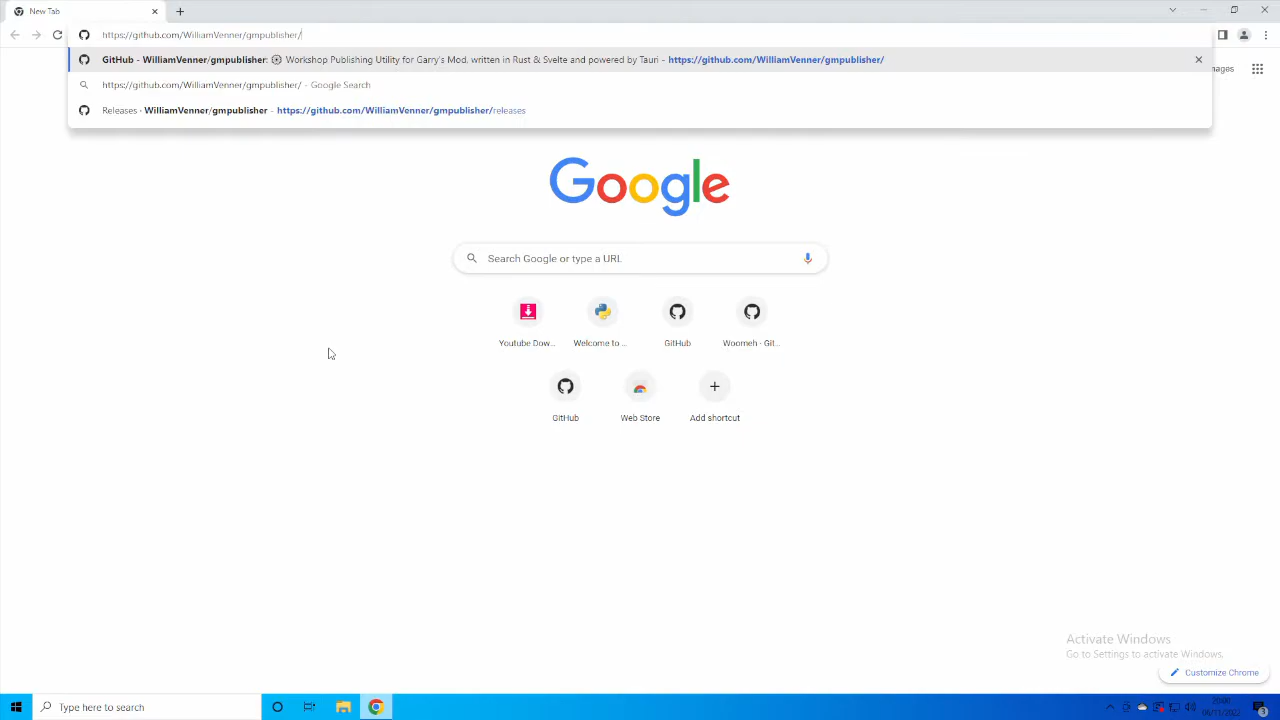 New Tab
https://github.com/WilliamVenner/gmpublisher/
GitHub - WilliamVenner/gmpublisher: Workshop Publishing Utility for Garry's Mod, written in Rust & Svelte and powered by Tauri - https://github.com/WilliamVenner/gmpublisher/
https://github.com/WilliamVenner/gmpublisher/ - Google Search
Releases · WilliamVenner/gmpublisher - https://github.com/WilliamVenner/gmpublisher/releases
Google
Search Google or type a URL
Youtube Dow...
Welcome to ...
GitHub
Woomeh · Git...
GitHub
Web Store
Add shortcut
Activate Windows
Go to Settings to activate Windows.
Customize Chrome
Type here to search
3